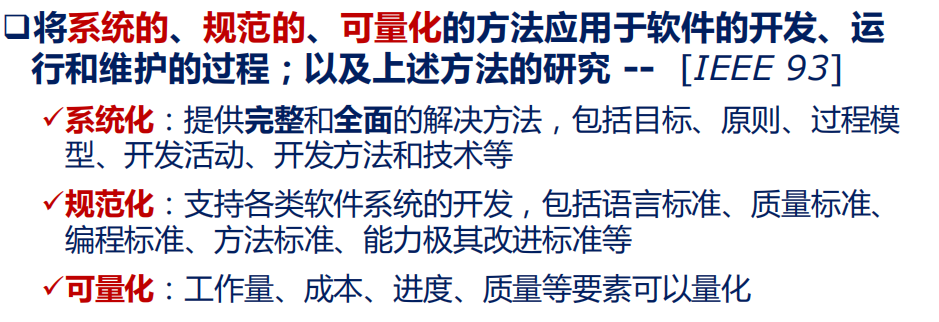 将系统的、规范的、可量化的方法应用于软件的开发、运
行和维护的过程；以及上述方法的研究 -- [IEEE 93]
系统化：提供完整和全面的解决方法，包括目标、原则、过程模
型、开发活动、开发方法和技术等
规范化：支持各类软件系统的开发，包括语言标准、质量标准、
编程标准、方法标准、能力极其改进标准等
可量化：工作量、成本、进度、质量等要素可以量化